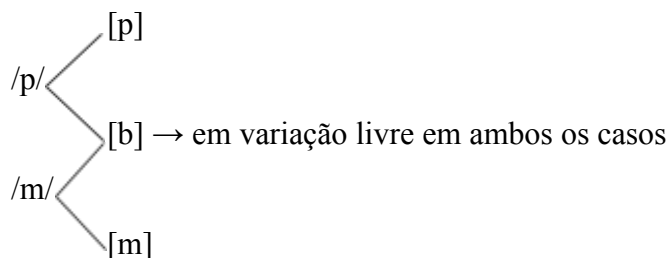 [p]
/p/
[b] → em variação livre em ambos os casos
/m/
[m]